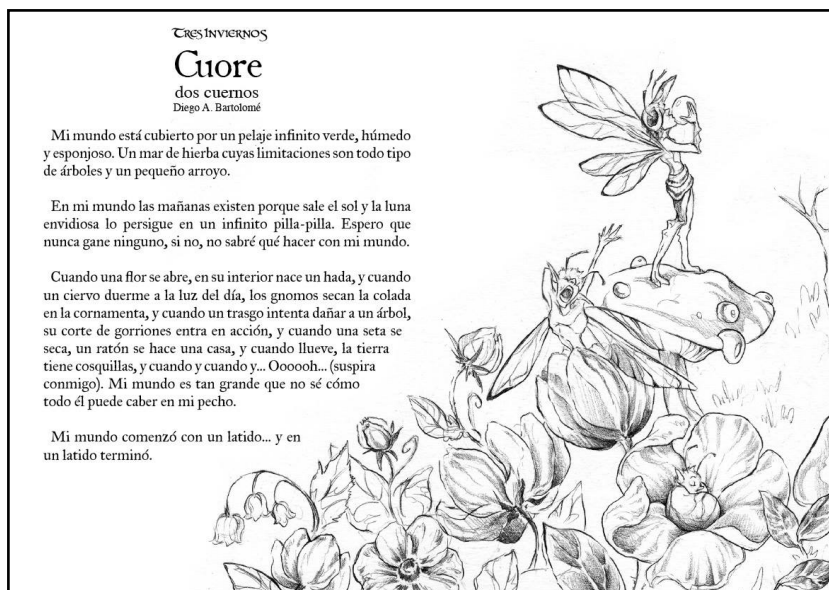 TRES INVIERNOS
Cuore
dos cuernos
Diego A. Bartolomé
Mi mundo está cubierto por un pelaje infinito verde, húmedo
y esponjoso. Un mar de hierba cuyas limitaciones son todo tipo
de árboles y un pequeño arroyo.
En mi mundo las mañanas existen porque sale el sol y la luna
envidiosa lo persigue en un infinito pilla-pilla. Espero que
nunca gane ninguno, si no, no sabré qué hacer con mi mundo.
Cuando una flor se abre, en su interior nace un hada, y cuando
un ciervo duerme a la luz del día, los gnomos secan la colada
en la cornamenta, y cuando un trasgo intenta dañar a un árbol,
su corte de gorriones entra en acción, y cuando una seta se
seca, un ratón se hace una casa, y cuando llueve, la tierra
tiene cosquillas, y cuando y cuando y... Oooooh... (suspira
conmigo). Mi mundo es tan grande que no sé cómo
todo él puede caber en mi pecho.
Mi mundo comenzó con un latido... y en
un latido terminó.